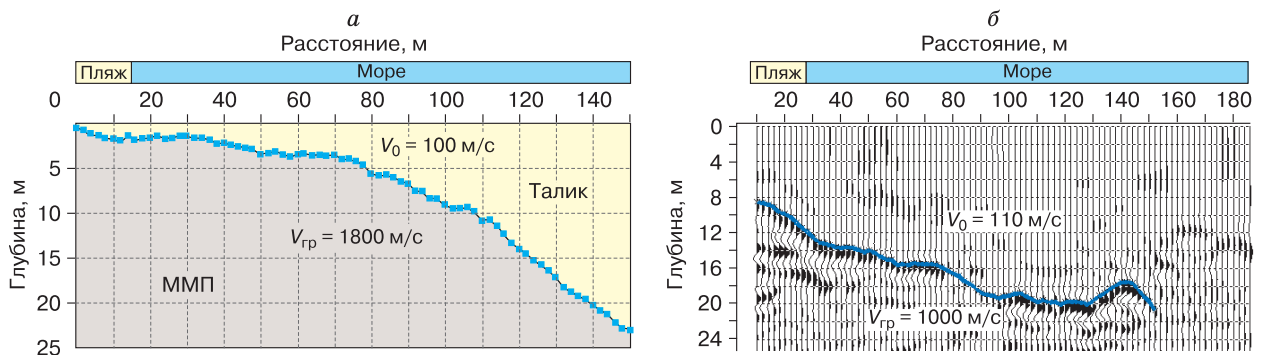 а
Расстояние, м
Пляж Море
0 20 40 60 80 100 120 140
5
10
15
20
25
Глубина, м
V0 = 100 м/с
Талик
Vгр = 1800 м/с
ММП
б
Расстояние, м
Пляж Море
20 40 60 80 100 120 140 160 180
0
4
8
12
16
20
24
Глубина, м
V0 = 110 м/с
Vгр = 1000 м/с